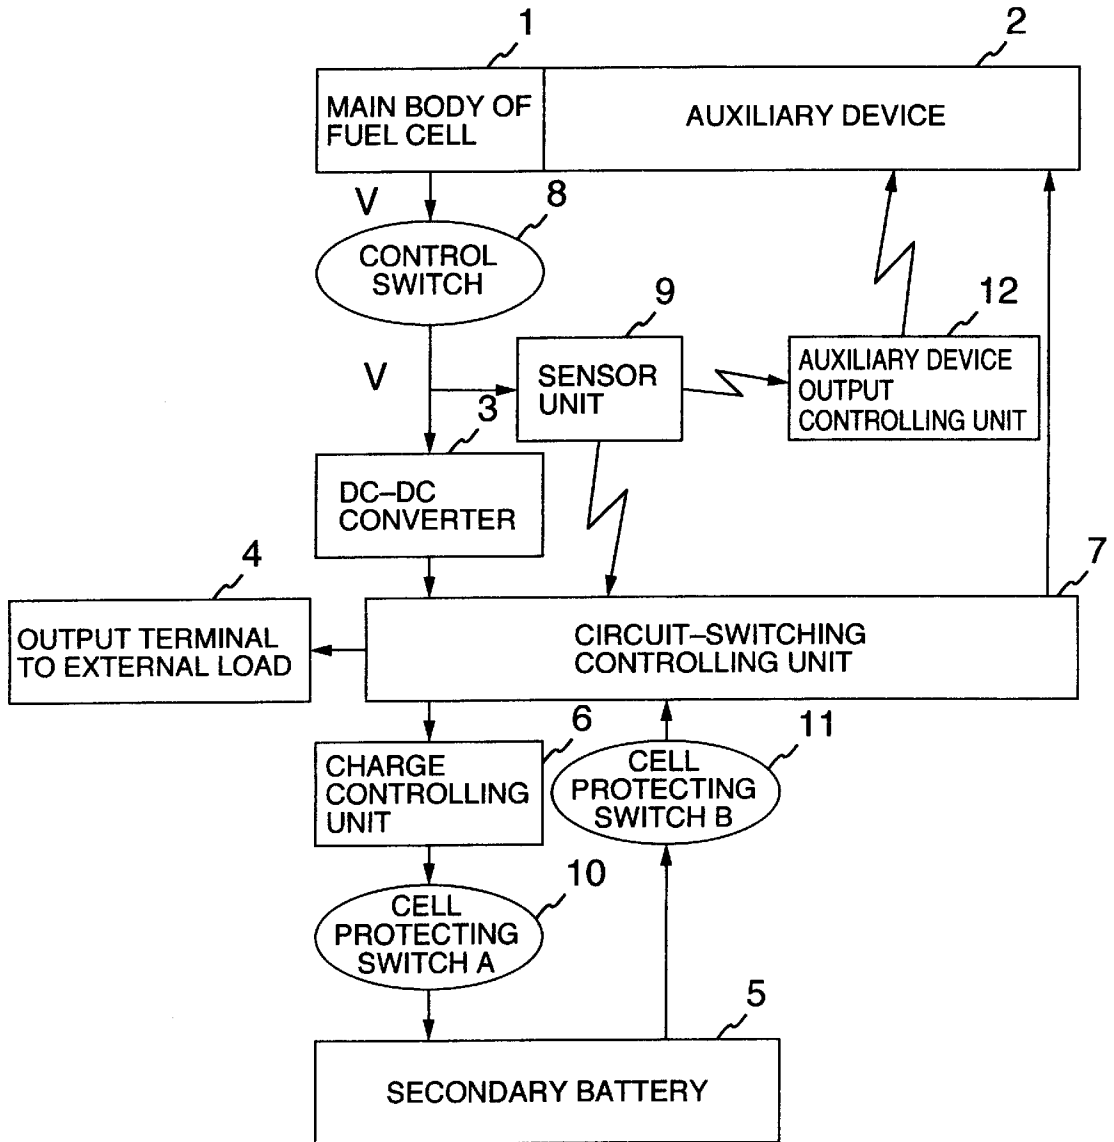 1
2
MAIN BODY OF
FUEL CELL
AUXILIARY DEVICE
V
8
CONTROL
SWITCH
9
12
V
SENSOR
UNIT
AUXILIARY DEVICE
OUTPUT
CONTROLLING UNIT
3
DC–DC
CONVERTER
4
7
OUTPUT TERMINAL
TO EXTERNAL LOAD
CIRCUIT–SWITCHING
CONTROLLING UNIT
6
11
CHARGE
CONTROLLING
UNIT
CELL
PROTECTING
SWITCH B
10
CELL
PROTECTING
SWITCH A
5
SECONDARY BATTERY